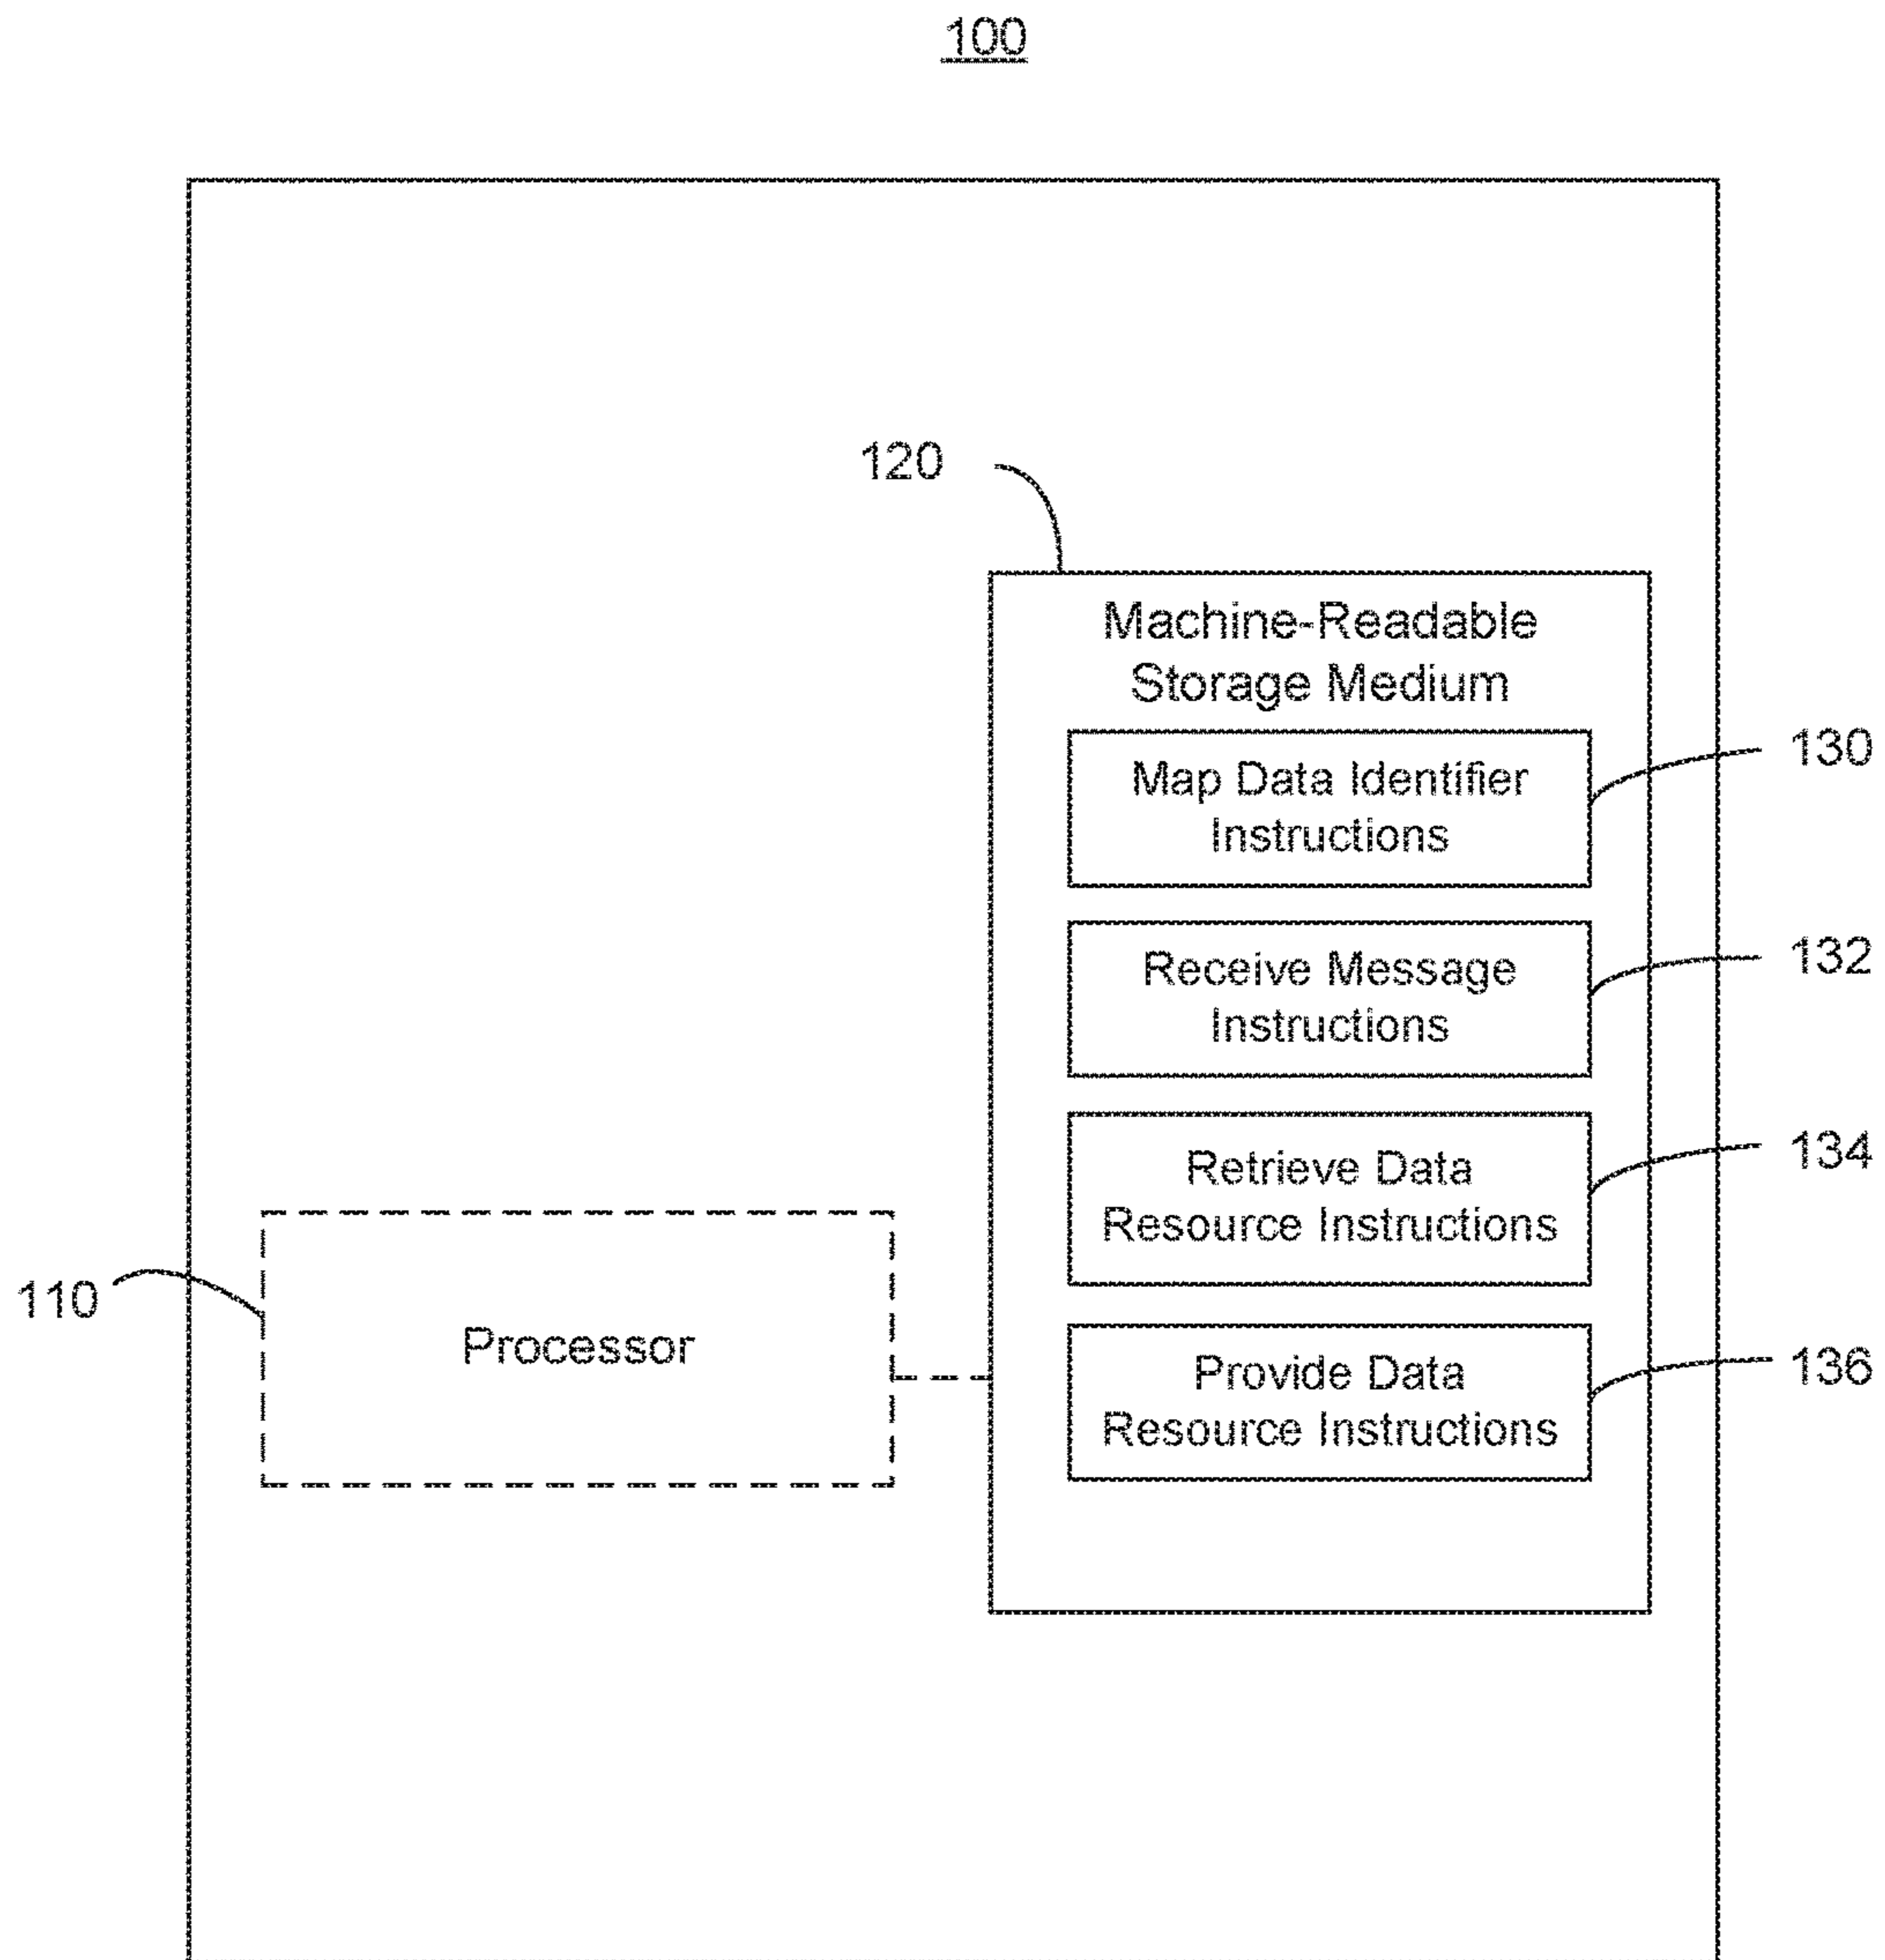 100
120
Machine-Readable
Storage Medium
Map Data Identifier
Instructions
130
Receive Message
Instructions
132
Retrieve Data
Resource Instructions
134
110
Processor
Provide Data
Resource Instructions
136